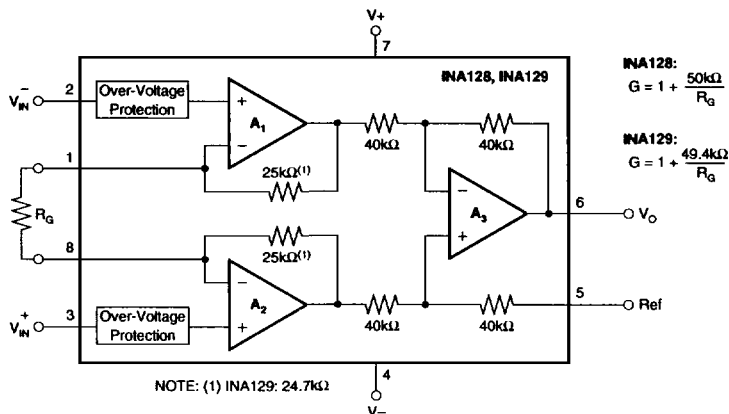 V+
7
INA128, INA129
INA128:
G = 1 + 50kΩ / R_G
INA129:
G = 1 + 49.4kΩ / R_G
V⁻_IN
2
Over-Voltage
Protection
+
A₁
−
40kΩ
40kΩ
1
25kΩ⁽¹⁾
R_G
−
A₃
+
6
V_O
8
25kΩ⁽¹⁾
−
A₂
+
5
Ref
V⁺_IN
3
Over-Voltage
Protection
40kΩ
40kΩ
4
NOTE: (1) INA129: 24.7kΩ
V−